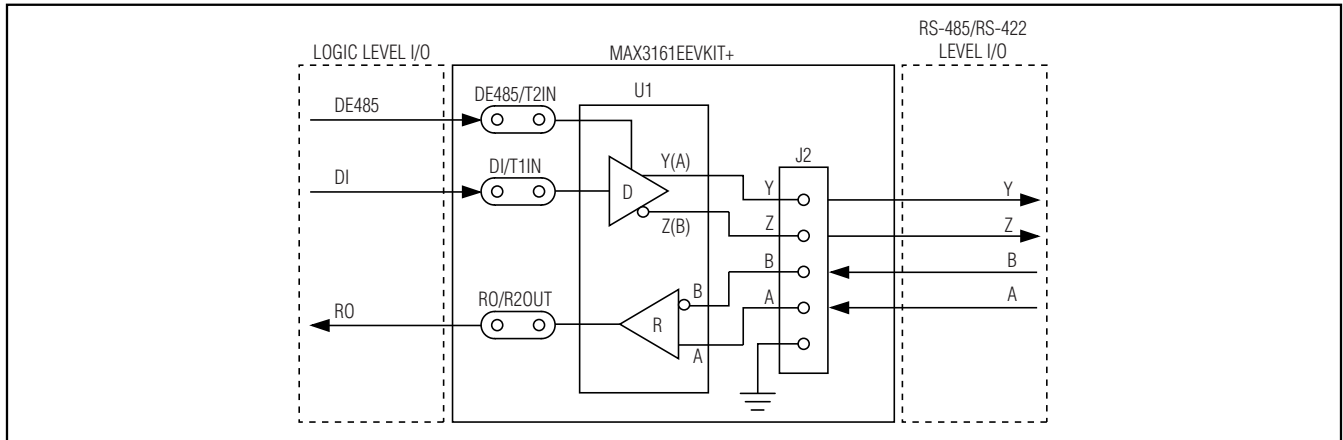 RS-485/RS-422
LEVEL I/O
LOGIC LEVEL I/O
MAX3161EEVKIT+
DE485
DE485/T2IN
U1
DI
DI/T1IN
D
Y(A)
Z(B)
J2
Y
Y
Z
Z
B
B
B
A
A
RO
RO/R2OUT
R
A